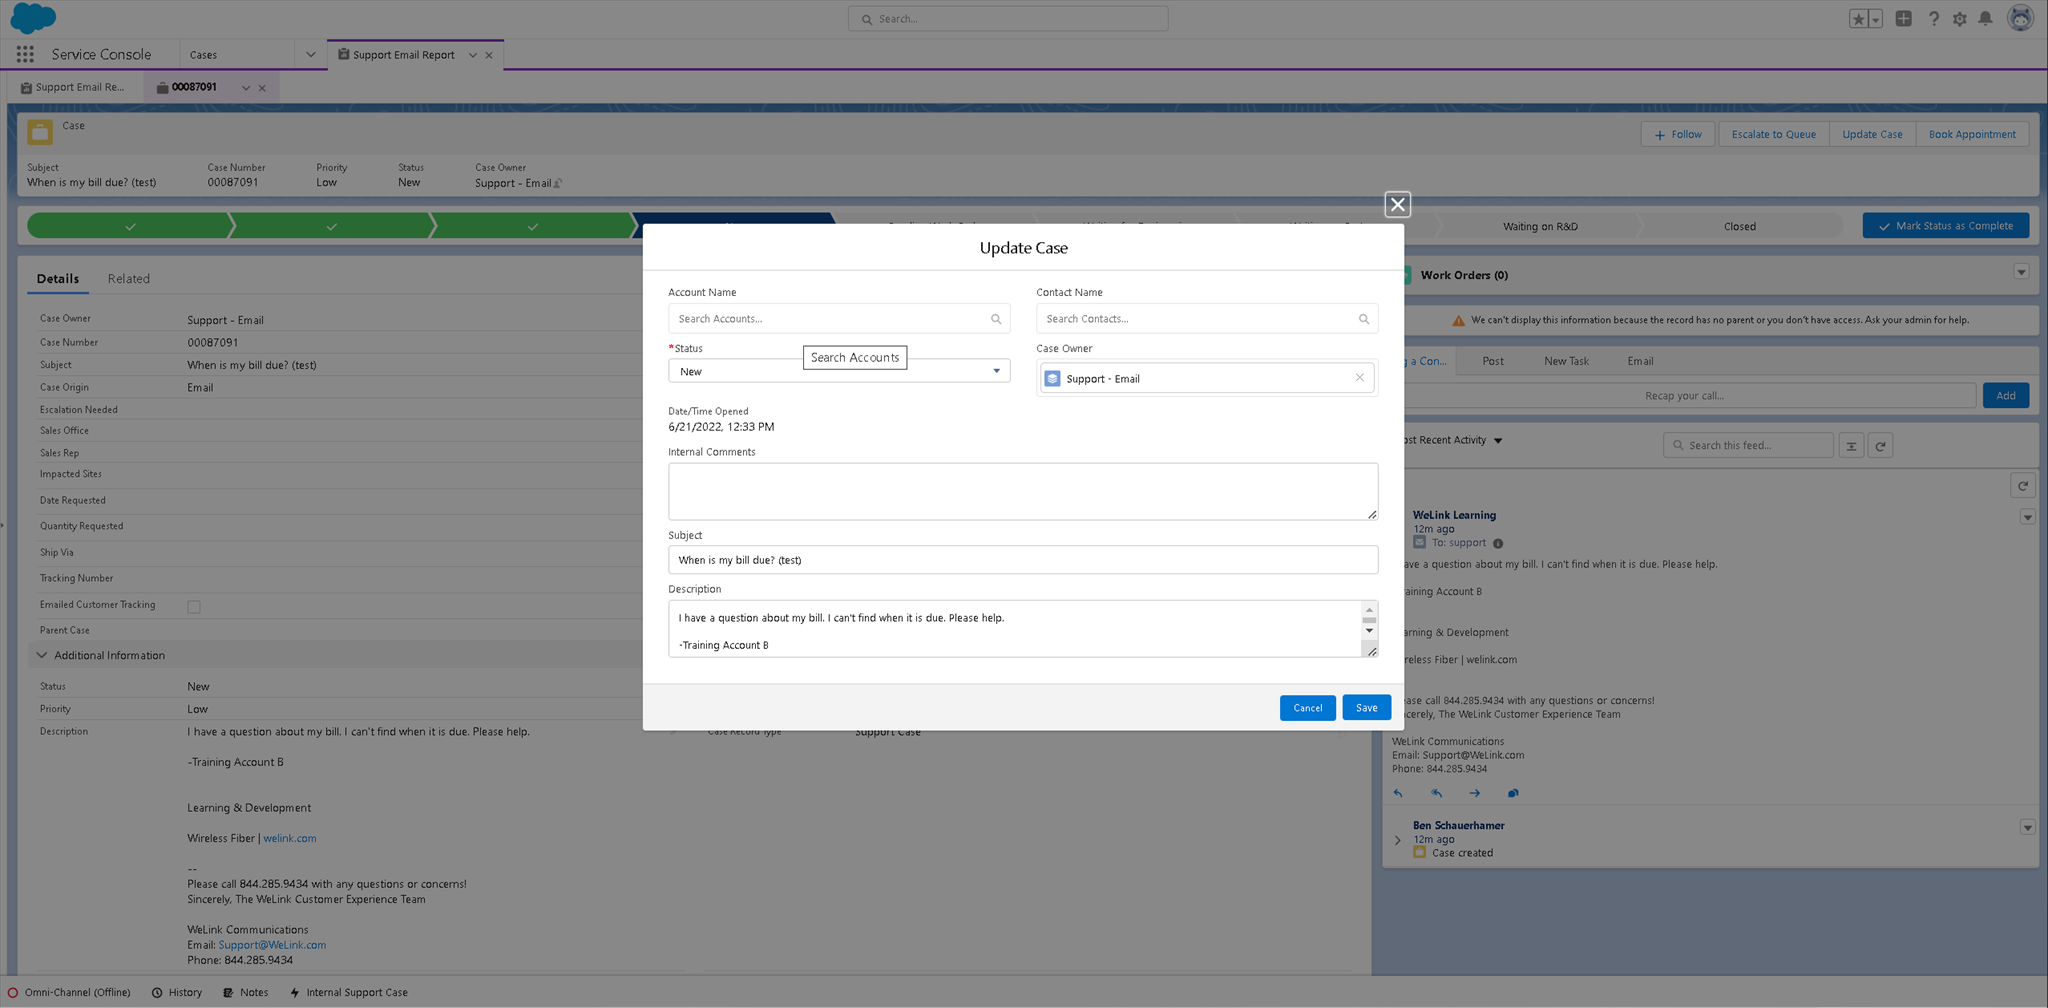 Search...
Service Console
Cases
Support Email Report
Support Email Re...
00087091
Case
Follow
Escalate to Queue
Update Case
Book Appointment
Subject
When is my bill due? (test)
Case Number
00087091
Priority
Low
Status
New
Case Owner
Support - Email
Waiting on R&D
Closed
Mark Status as Complete
Details
Related
Case Owner
Support - Email
Case Number
00087091
Subject
When is my bill due? (test)
Case Origin
Email
Escalation Needed
Sales Office
Sales Rep
Impacted Sites
Date Requested
Quantity Requested
Ship Via
Tracking Number
Emailed Customer Tracking
Parent Case
Additional Information
Status
New
Priority
Low
Description
I have a question about my bill. I can't find when it is due. Please help.
-Training Account B
Learning & Development
Wireless Fiber | welink.com
--
Please call 844.285.9434 with any questions or concerns!
Sincerely, The WeLink Customer Experience Team
WeLink Communications
Email: Support@WeLink.com
Phone: 844.285.9434
Case Record Type
Support Case
Update Case
Account Name
Search Accounts...
Contact Name
Search Contacts...
*Status
New
Search Accounts
Case Owner
Support - Email
Date/Time Opened
6/21/2022, 12:33 PM
Internal Comments
Subject
When is my bill due? (test)
Description
I have a question about my bill. I can't find when it is due. Please help.
-Training Account B
Cancel
Save
Work Orders (0)
We can't display this information because the record has no parent or you don't have access. Ask your admin for help.
g a Con...
Post
New Task
Email
Recap your call...
Add
ost Recent Activity
Search this feed...
WeLink Learning
12m ago
To: support
ave a question about my bill. I can't find when it is due. Please help.
aining Account B
arning & Development
reless Fiber | welink.com
ease call 844.285.9434 with any questions or concerns!
cerely, The WeLink Customer Experience Team
WeLink Communications
Email: Support@WeLink.com
Phone: 844.285.9434
Ben Schauerhamer
12m ago
Case created
Omni-Channel (Offline)
History
Notes
Internal Support Case